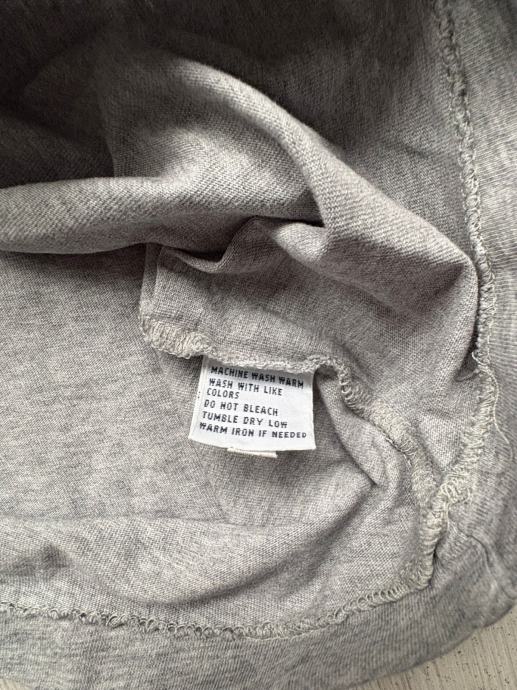 MACHINE WASH WARM
WASH WITH LIKE
COLORS
DO NOT BLEACH
TUMBLE DRY LOW
WARM IRON IF NEEDED